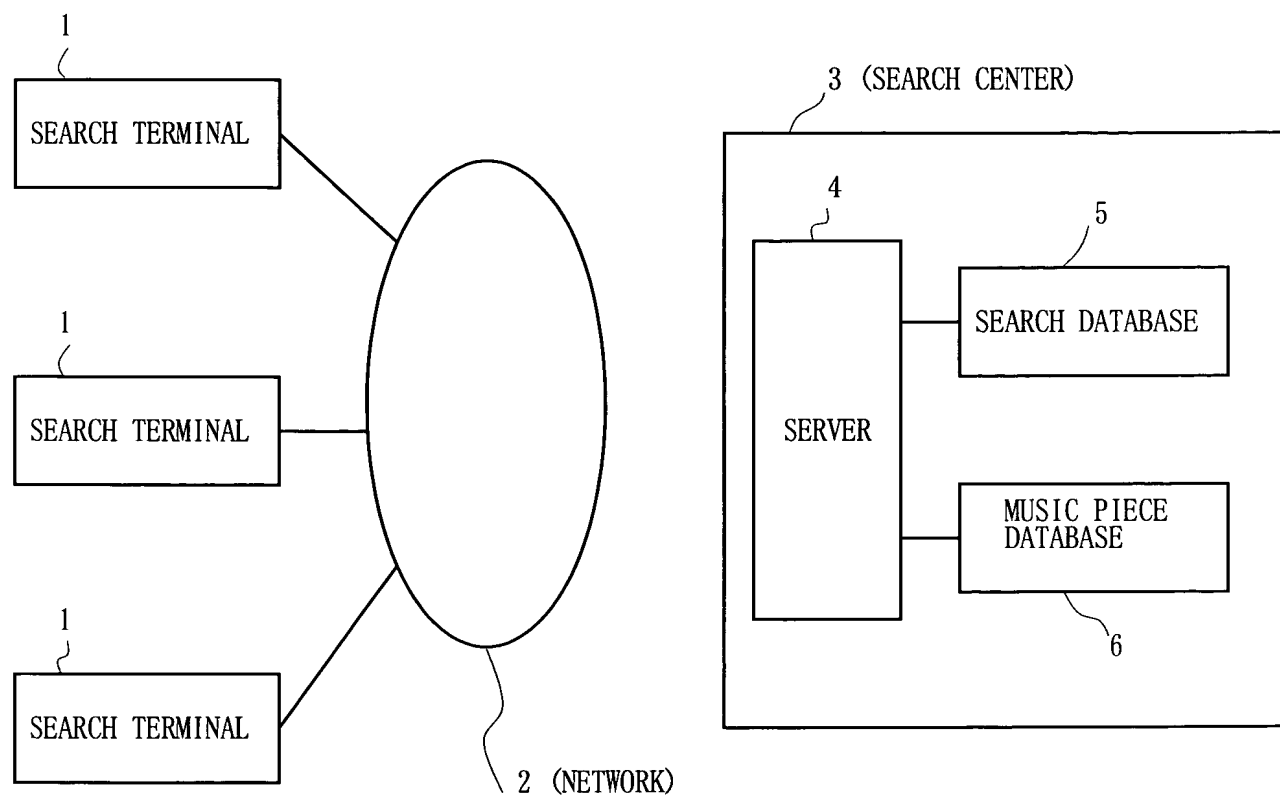 1
SEARCH TERMINAL
1
SEARCH TERMINAL
1
SEARCH TERMINAL
2 (NETWORK)
3 (SEARCH CENTER)
4
SERVER
5
SEARCH DATABASE
MUSIC PIECE
DATABASE
6